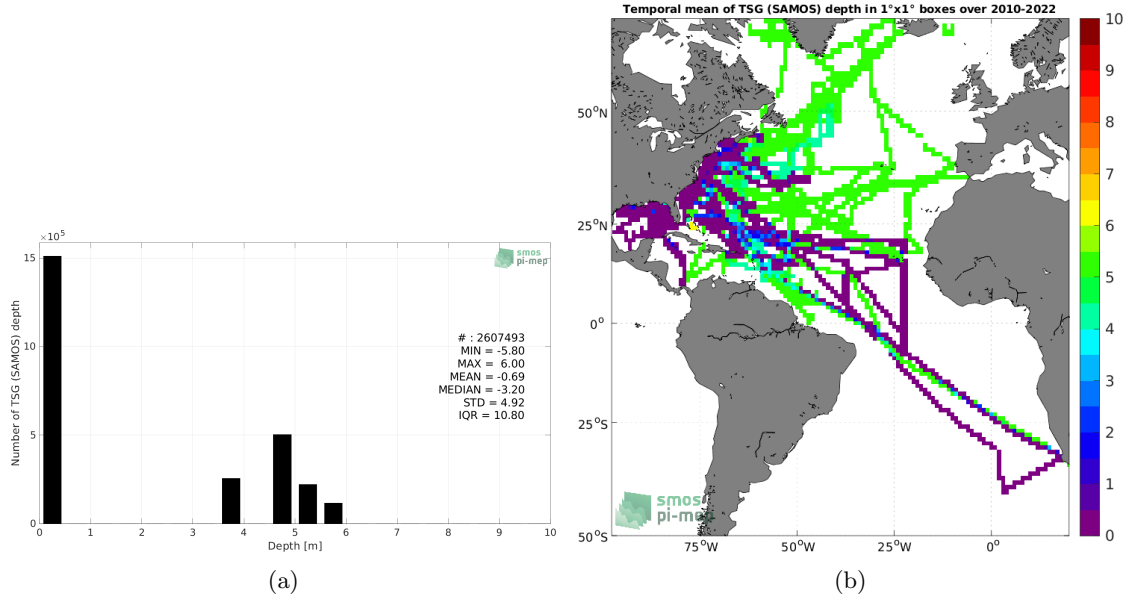 Temporal mean of TSG (SAMOS) depth in 1°x1° boxes over 2010-2022
×10⁵
15
10
5
0
Number of TSG (SAMOS) depth
0 1 2 3 4 5 6 7 8 9 10
Depth [m]
smos
pi-mep
# : 2607493
MIN = -5.80
MAX = 6.00
MEAN = -0.69
MEDIAN = -3.20
STD = 4.92
IQR = 10.80
(a)
50°N
25°N
0°
25°S
50°S
75°W 50°W 25°W 0°
smos
pi-mep
10
9
8
7
6
5
4
3
2
1
0
(b)